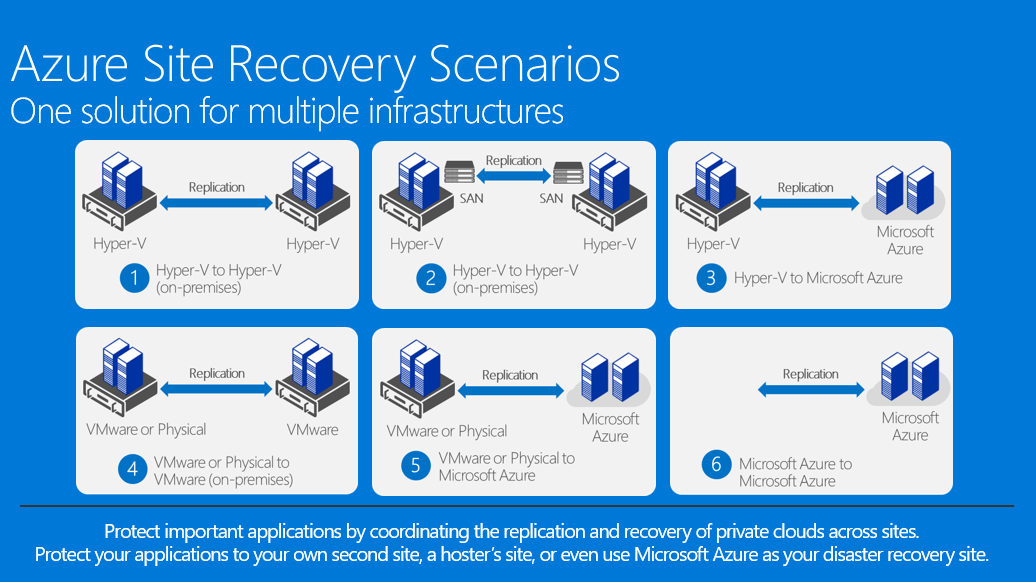 Azure Site Recovery Scenarios
One solution for multiple infrastructures
Replication
Hyper-V
Hyper-V
1
Hyper-V to Hyper-V
(on-premises)
Replication
SAN
SAN
Hyper-V
Hyper-V
2
Hyper-V to Hyper-V
(on-premises)
Replication
Hyper-V
Microsoft
Azure
3
Hyper-V to Microsoft Azure
Replication
VMware or Physical
VMware
4
VMware or Physical to
VMware (on-premises)
Replication
VMware or Physical
Microsoft
Azure
5
VMware or Physical to
Microsoft Azure
Replication
Microsoft
Azure
6
Microsoft Azure to
Microsoft Azure
Protect important applications by coordinating the replication and recovery of private clouds across sites.
Protect your applications to your own second site, a hoster's site, or even use Microsoft Azure as your disaster recovery site.